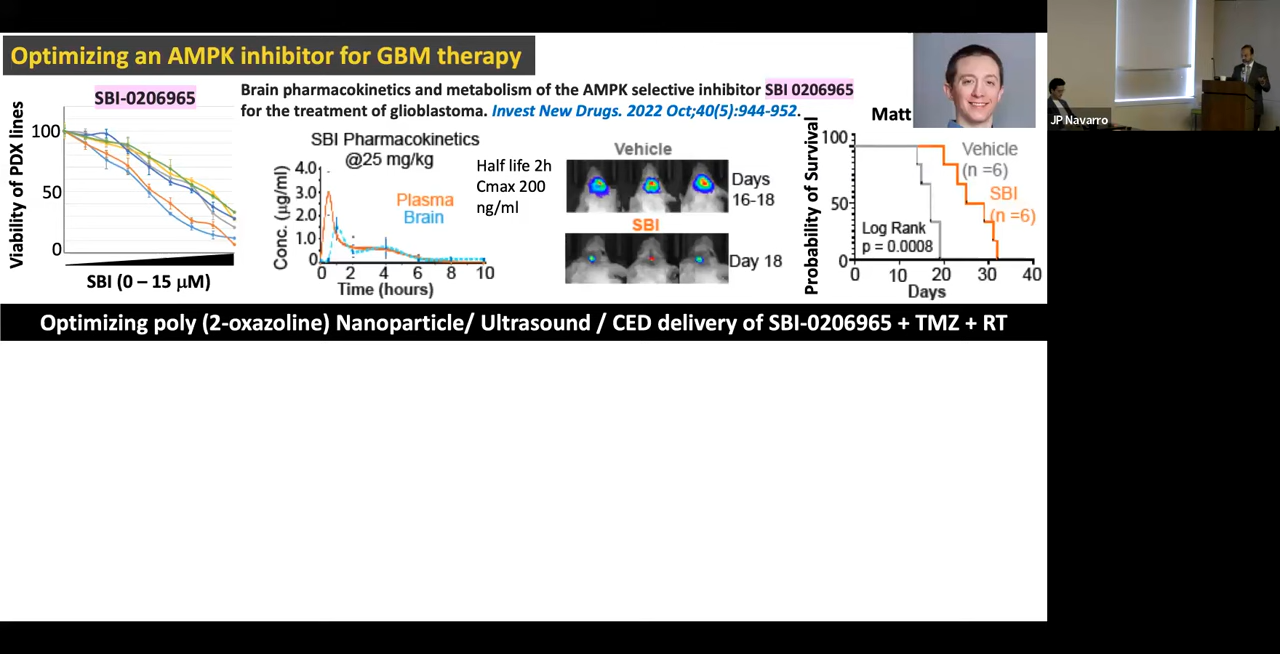 Optimizing an AMPK inhibitor for GBM therapy
SBI-0206965
Viability of PDX lines
100
50
0
SBI (0 – 15 μM)
Brain pharmacokinetics and metabolism of the AMPK selective inhibitor SBI 0206965
for the treatment of glioblastoma. Invest New Drugs. 2022 Oct;40(5):944-952.
SBI Pharmacokinetics
@25 mg/kg
Conc. (μg/ml)
4.0
3.0
2.0
1.0
0
Plasma
Brain
0 2 4 6 8 10
Time (hours)
Half life 2h
Cmax 200
ng/ml
Vehicle
Days
16-18
SBI
Day 18
Matt
Probability of Survival
100
50
0
Vehicle
(n =6)
SBI
(n =6)
Log Rank
p = 0.0008
0 10 20 30 40
Days
Optimizing poly (2-oxazoline) Nanoparticle/ Ultrasound / CED delivery of SBI-0206965 + TMZ + RT
JP Navarro